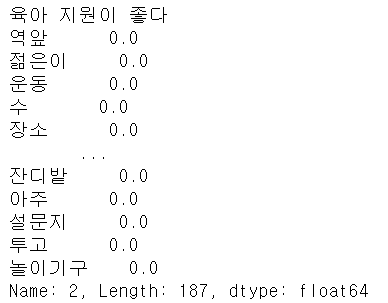 육아 지원이 좋다
역앞 0.0
젊은이 0.0
운동 0.0
수 0.0
장소 0.0
...
잔디밭 0.0
아주 0.0
설문지 0.0
투고 0.0
놀이기구 0.0
Name: 2, Length: 187, dtype: float64